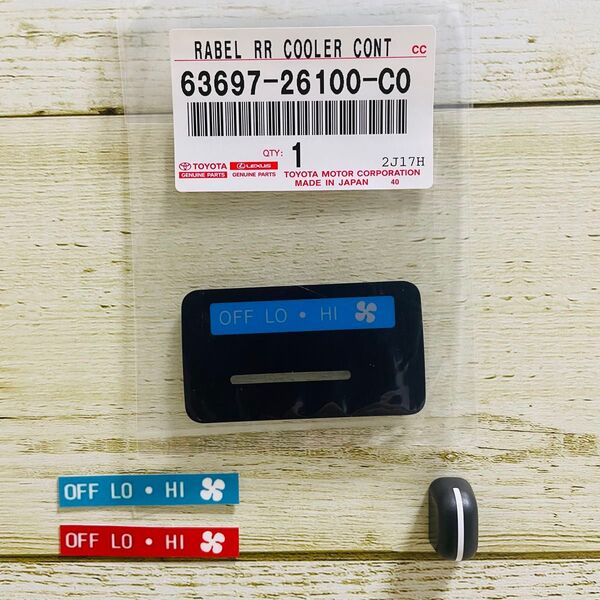 RABEL RR COOLER CONT CC
63697-26100-C0
QTY: 1 2J17H
TOYOTA LEXUS TOYOTA MOTOR CORPORATION
GENUINE PARTS GENUINE PARTS MADE IN JAPAN 40
OFF LO • HI
OFF LO • HI
OFF LO • HI